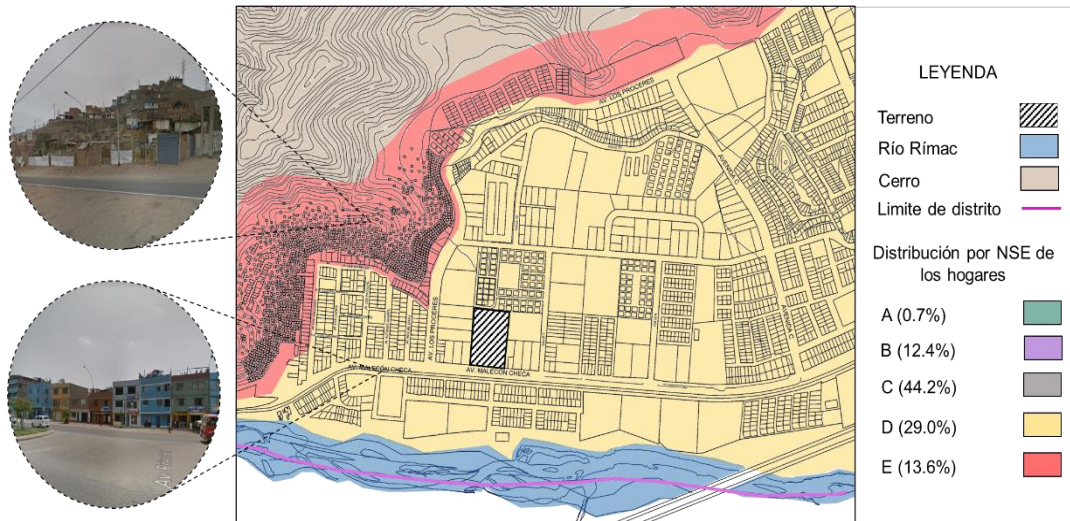 LEYENDA
Terreno
Río Rímac
Cerro
Limite de distrito
Distribución por NSE de
los hogares
A (0.7%)
B (12.4%)
C (44.2%)
D (29.0%)
E (13.6%)
AV. LOS PROCERES
AV. LOS PROCERES
AV. MALECÓN CHECA
AV. MALECÓN CHECA